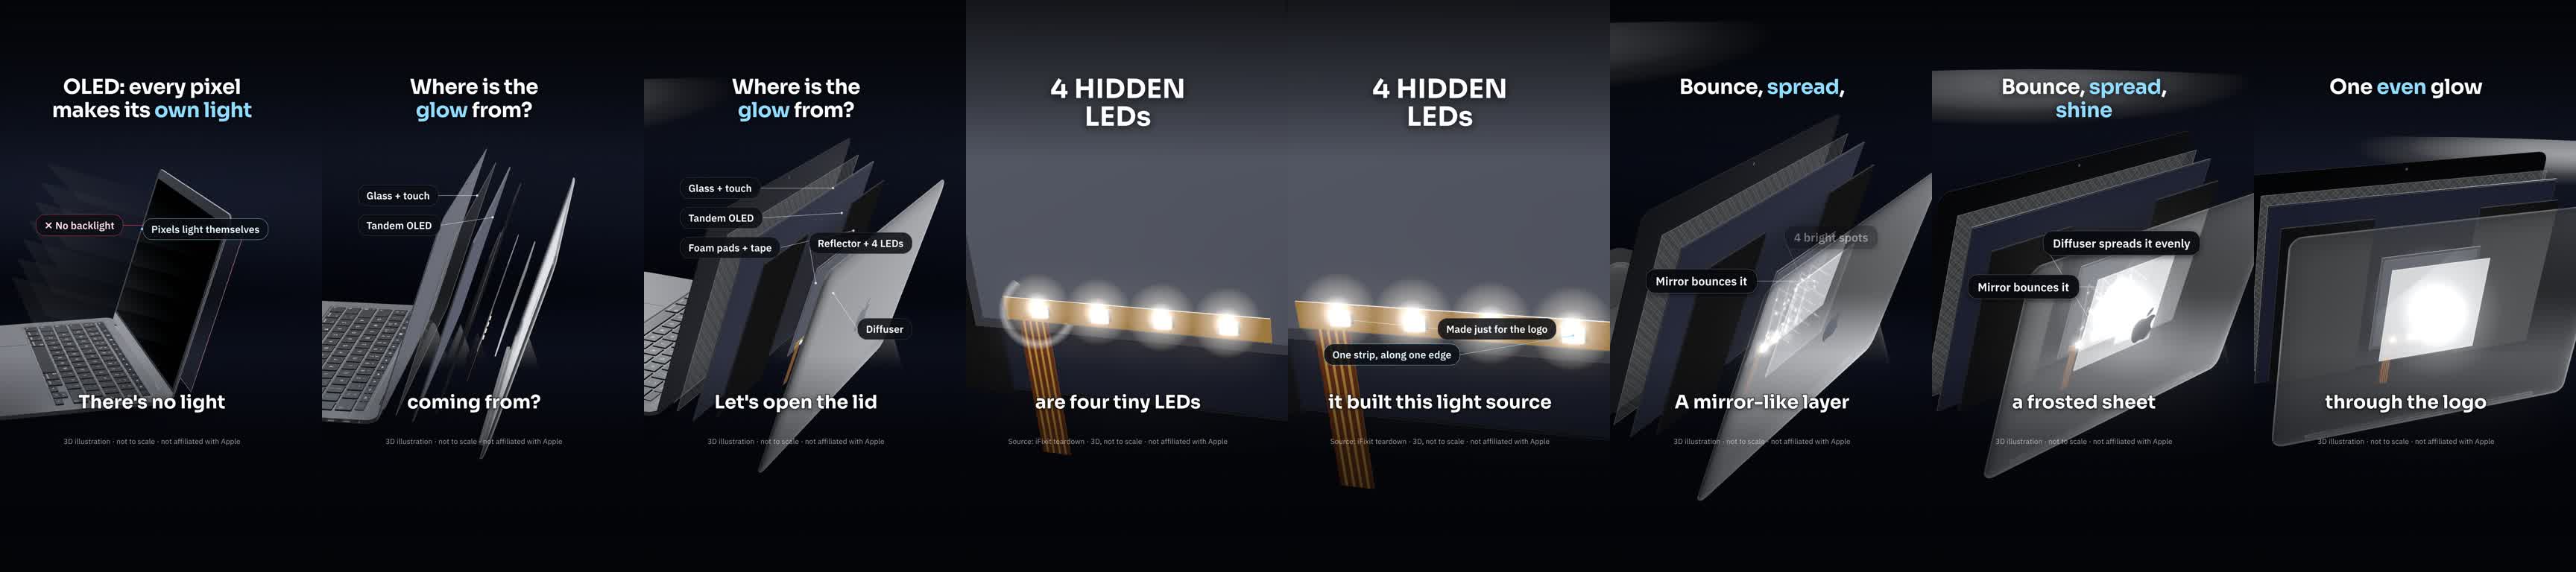 OLED: every pixel
makes its own light
✕ No backlight
Pixels light themselves
There's no light
3D illustration · not to scale · not affiliated with Apple
Where is the
glow from?
Glass + touch
Tandem OLED
coming from?
3D illustration · not to scale · not affiliated with Apple
Where is the
glow from?
Glass + touch
Tandem OLED
Foam pads + tape
Reflector + 4 LEDs
Diffuser
Let's open the lid
3D illustration · not to scale · not affiliated with Apple
4 HIDDEN
LEDs
are four tiny LEDs
Source: iFixit teardown · 3D, not to scale · not affiliated with Apple
4 HIDDEN
LEDs
Made just for the logo
One strip, along one edge
it built this light source
Source: iFixit teardown · 3D, not to scale · not affiliated with Apple
Bounce, spread,
4 bright spots
Mirror bounces it
A mirror-like layer
3D illustration · not to scale · not affiliated with Apple
Bounce, spread,
shine
Diffuser spreads it evenly
Mirror bounces it
a frosted sheet
3D illustration · not to scale · not affiliated with Apple
One even glow
through the logo
3D illustration · not to scale · not affiliated with Apple